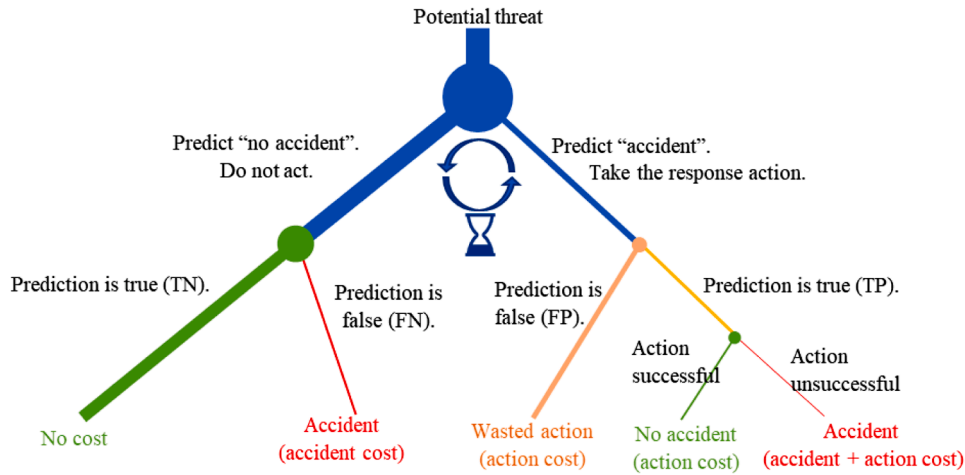 Potential threat
Predict “no accident”.
Do not act.
Predict “accident”.
Take the response action.
Prediction is true (TN).
Prediction is
false (FN).
Prediction is
false (FP).
Prediction is true (TP).
Action
successful
Action
unsuccessful
No cost
Accident
(accident cost)
Wasted action
(action cost)
No accident
(action cost)
Accident
(accident + action cost)